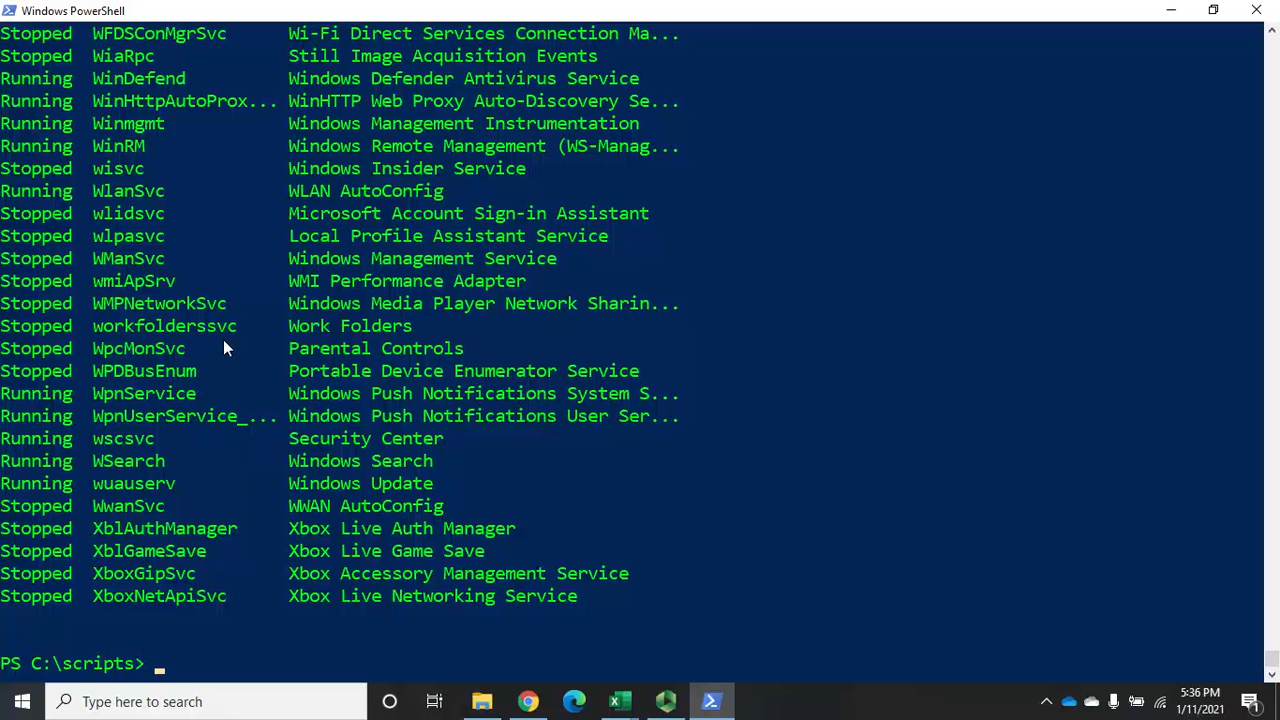 Windows PowerShell
Stopped WFDSConMgrSvc Wi-Fi Direct Services Connection Ma...
Stopped WiaRpc Still Image Acquisition Events
Running WinDefend Windows Defender Antivirus Service
Running WinHttpAutoProx... WinHTTP Web Proxy Auto-Discovery Se...
Running Winmgmt Windows Management Instrumentation
Running WinRM Windows Remote Management (WS-Manag...
Stopped wisvc Windows Insider Service
Running WlanSvc WLAN AutoConfig
Stopped wlidsvc Microsoft Account Sign-in Assistant
Stopped wlpasvc Local Profile Assistant Service
Stopped WManSvc Windows Management Service
Stopped wmiApSrv WMI Performance Adapter
Stopped WMPNetworkSvc Windows Media Player Network Sharin...
Stopped workfolderssvc Work Folders
Stopped WpcMonSvc Parental Controls
Stopped WPDBusEnum Portable Device Enumerator Service
Running WpnService Windows Push Notifications System S...
Running WpnUserService_... Windows Push Notifications User Ser...
Running wscsvc Security Center
Running WSearch Windows Search
Running wuauserv Windows Update
Stopped WwanSvc WWAN AutoConfig
Stopped XblAuthManager Xbox Live Auth Manager
Stopped XblGameSave Xbox Live Game Save
Stopped XboxGipSvc Xbox Accessory Management Service
Stopped XboxNetApiSvc Xbox Live Networking Service
PS C:\scripts>
Type here to search
5:36 PM
1/11/2021
1